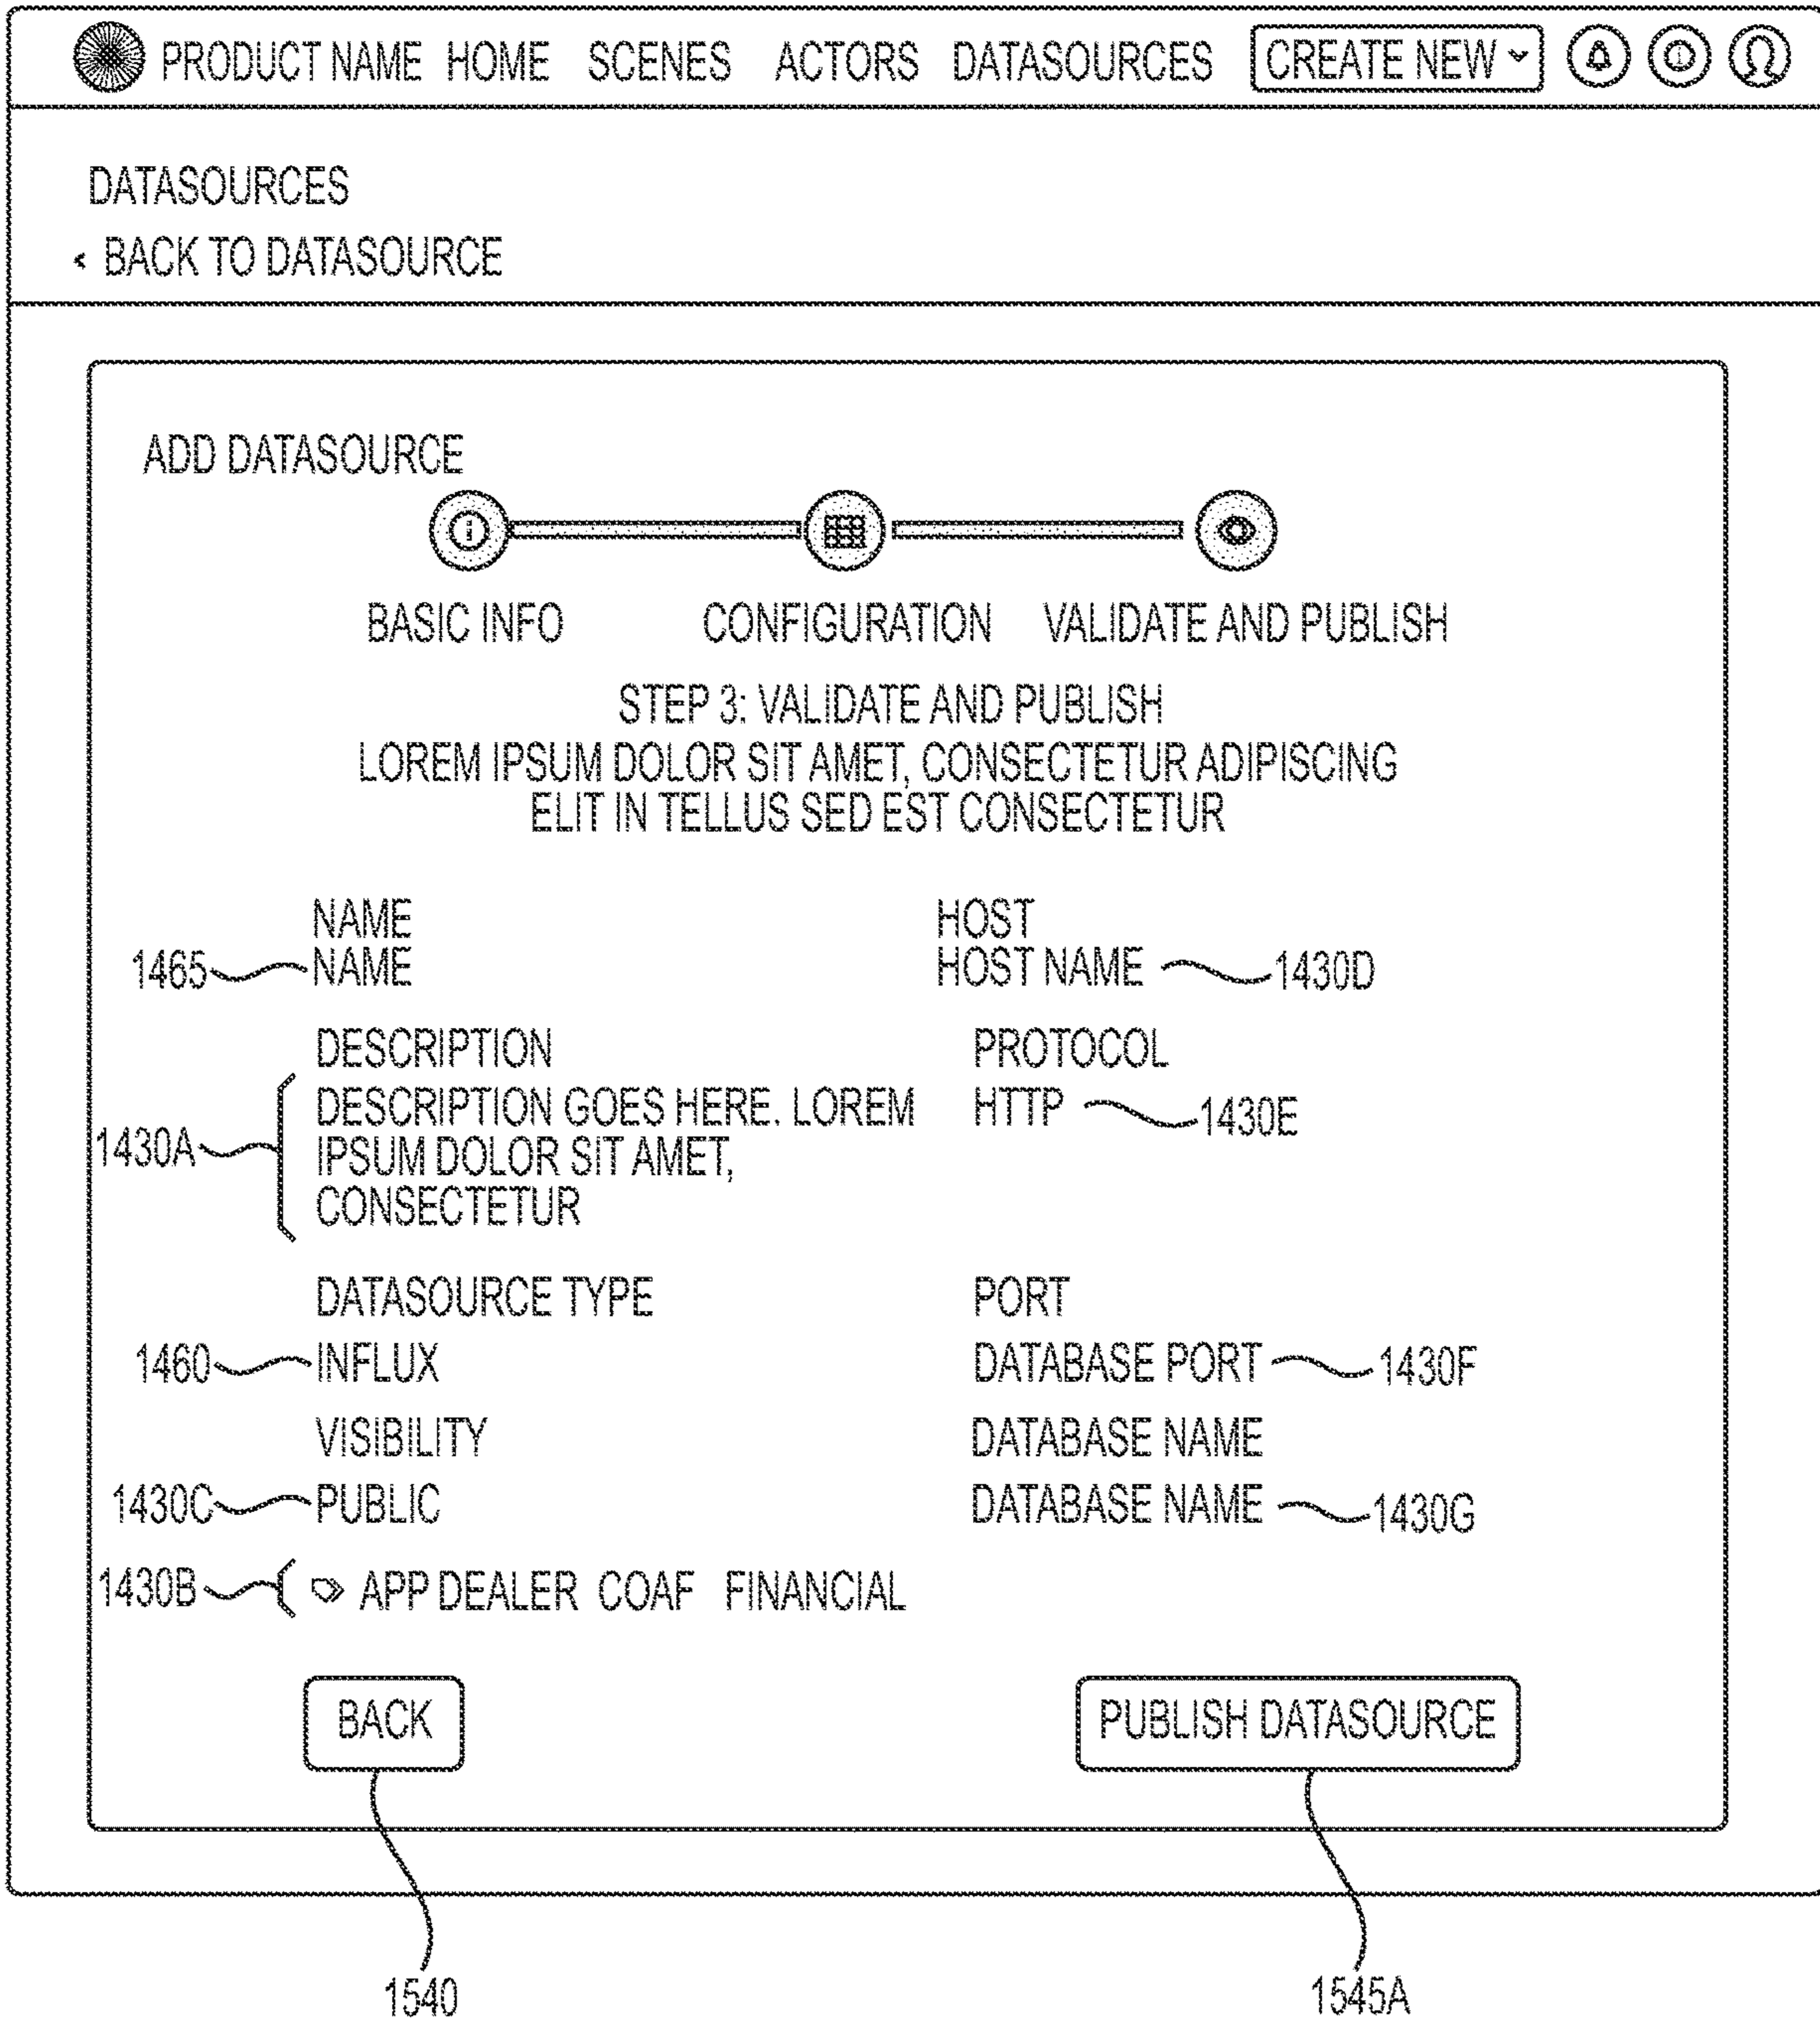 PRODUCT NAME HOME SCENES ACTORS DATASOURCES CREATE NEW
DATASOURCES
< BACK TO DATASOURCE
ADD DATASOURCE
BASIC INFO CONFIGURATION VALIDATE AND PUBLISH
STEP 3: VALIDATE AND PUBLISH
LOREM IPSUM DOLOR SIT AMET, CONSECTETUR ADIPISCING
ELIT IN TELLUS SED EST CONSECTETUR
NAME HOST
1465 NAME HOST NAME 1430D
DESCRIPTION PROTOCOL
DESCRIPTION GOES HERE. LOREM HTTP 1430E
1430A IPSUM DOLOR SIT AMET,
CONSECTETUR
DATASOURCE TYPE PORT
1460 INFLUX DATABASE PORT 1430F
VISIBILITY DATABASE NAME
1430C PUBLIC DATABASE NAME 1430G
1430B APP DEALER COAF FINANCIAL
BACK PUBLISH DATASOURCE
1540 1545A